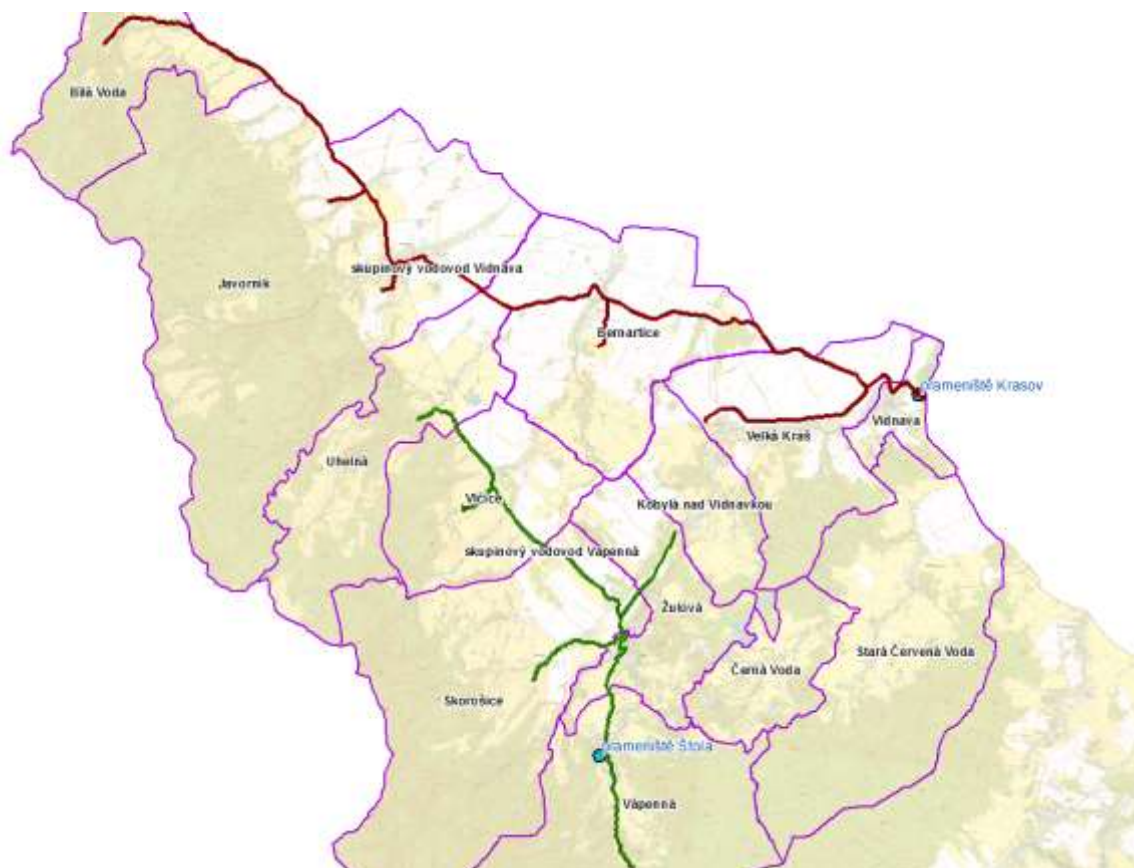 Bílá Voda
skupinový vodovod Vidnava
Javorník
Bernartice
prameniště Krasov
Vidnava
Velká Kraš
Uhelná
Vlčice
Kobylá nad Vidnavkou
skupinový vodovod Vápenná
Žulová
Stará Červená Voda
Černá Voda
Skorošice
prameniště Štola
Vápenná